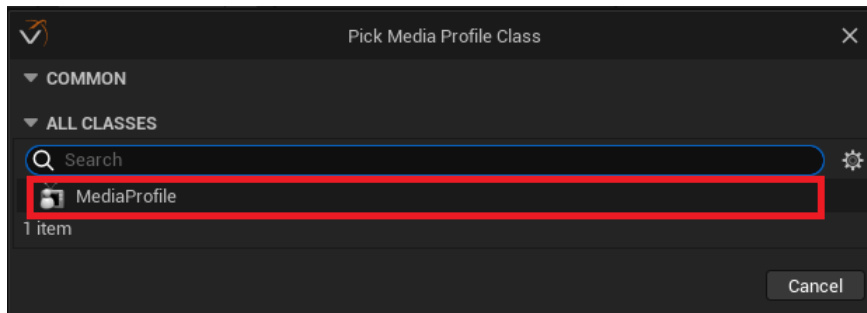 Pick Media Profile Class
COMMON
ALL CLASSES
Search
MediaProfile
1 item
Cancel